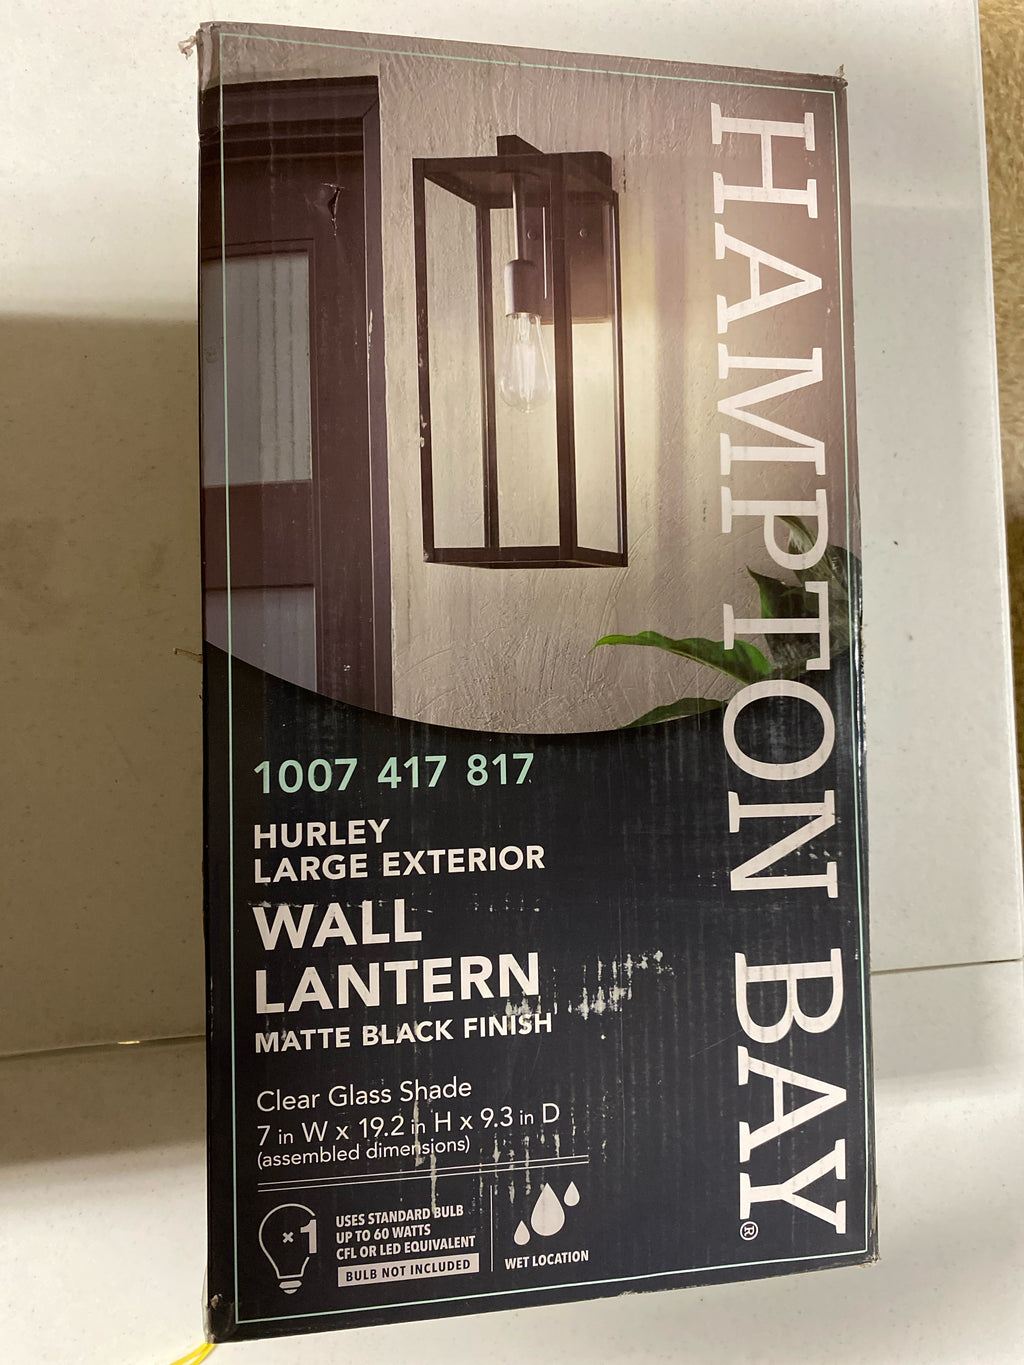 HAMPTON BAY®
1007 417 817
HURLEY
LARGE EXTERIOR
WALL
LANTERN
MATTE BLACK FINISH
Clear Glass Shade
7 in W x 19.2 in H x 9.3 in D
(assembled dimensions)
x1
USES STANDARD BULB
UP TO 60 WATTS
CFL OR LED EQUIVALENT
BULB NOT INCLUDED
WET LOCATION